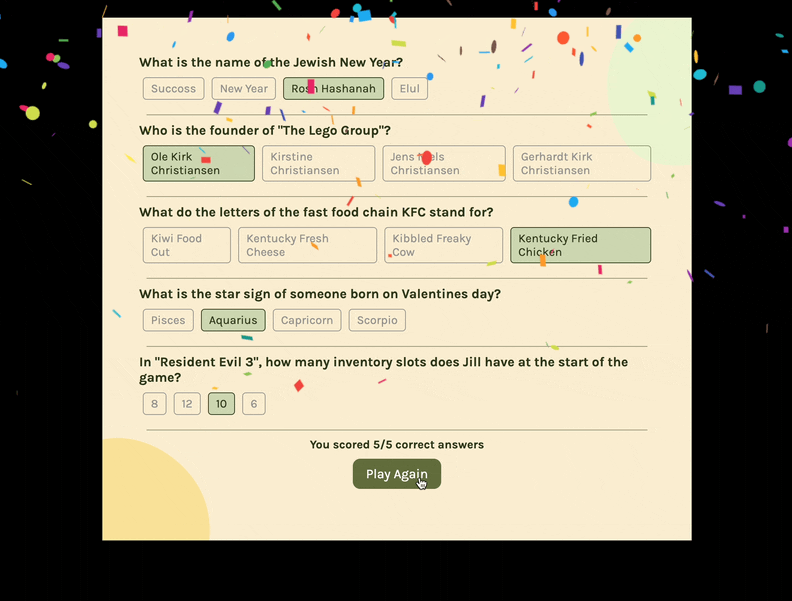 What is the name of the Jewish New Year?
Succoss New Year Rosh Hashanah Elul
Who is the founder of "The Lego Group"?
Ole Kirk Christiansen
Kirstine Christiansen
Jens Niels Christiansen
Gerhardt Kirk Christiansen
What do the letters of the fast food chain KFC stand for?
Kiwi Food Cut
Kentucky Fresh Cheese
Kibbled Freaky Cow
Kentucky Fried Chicken
What is the star sign of someone born on Valentines day?
Pisces Aquarius Capricorn Scorpio
In "Resident Evil 3", how many inventory slots does Jill have at the start of the
game?
8 12 10 6
You scored 5/5 correct answers
Play Again